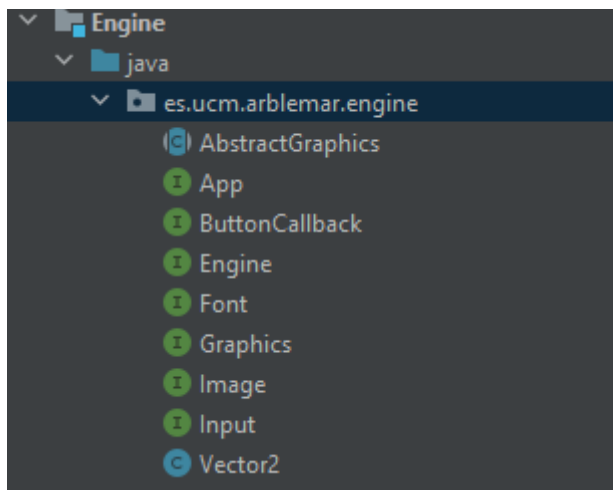 Engine
java
es.ucm.arblemar.engine
C AbstractGraphics
I App
I ButtonCallback
I Engine
I Font
I Graphics
I Image
I Input
C Vector2